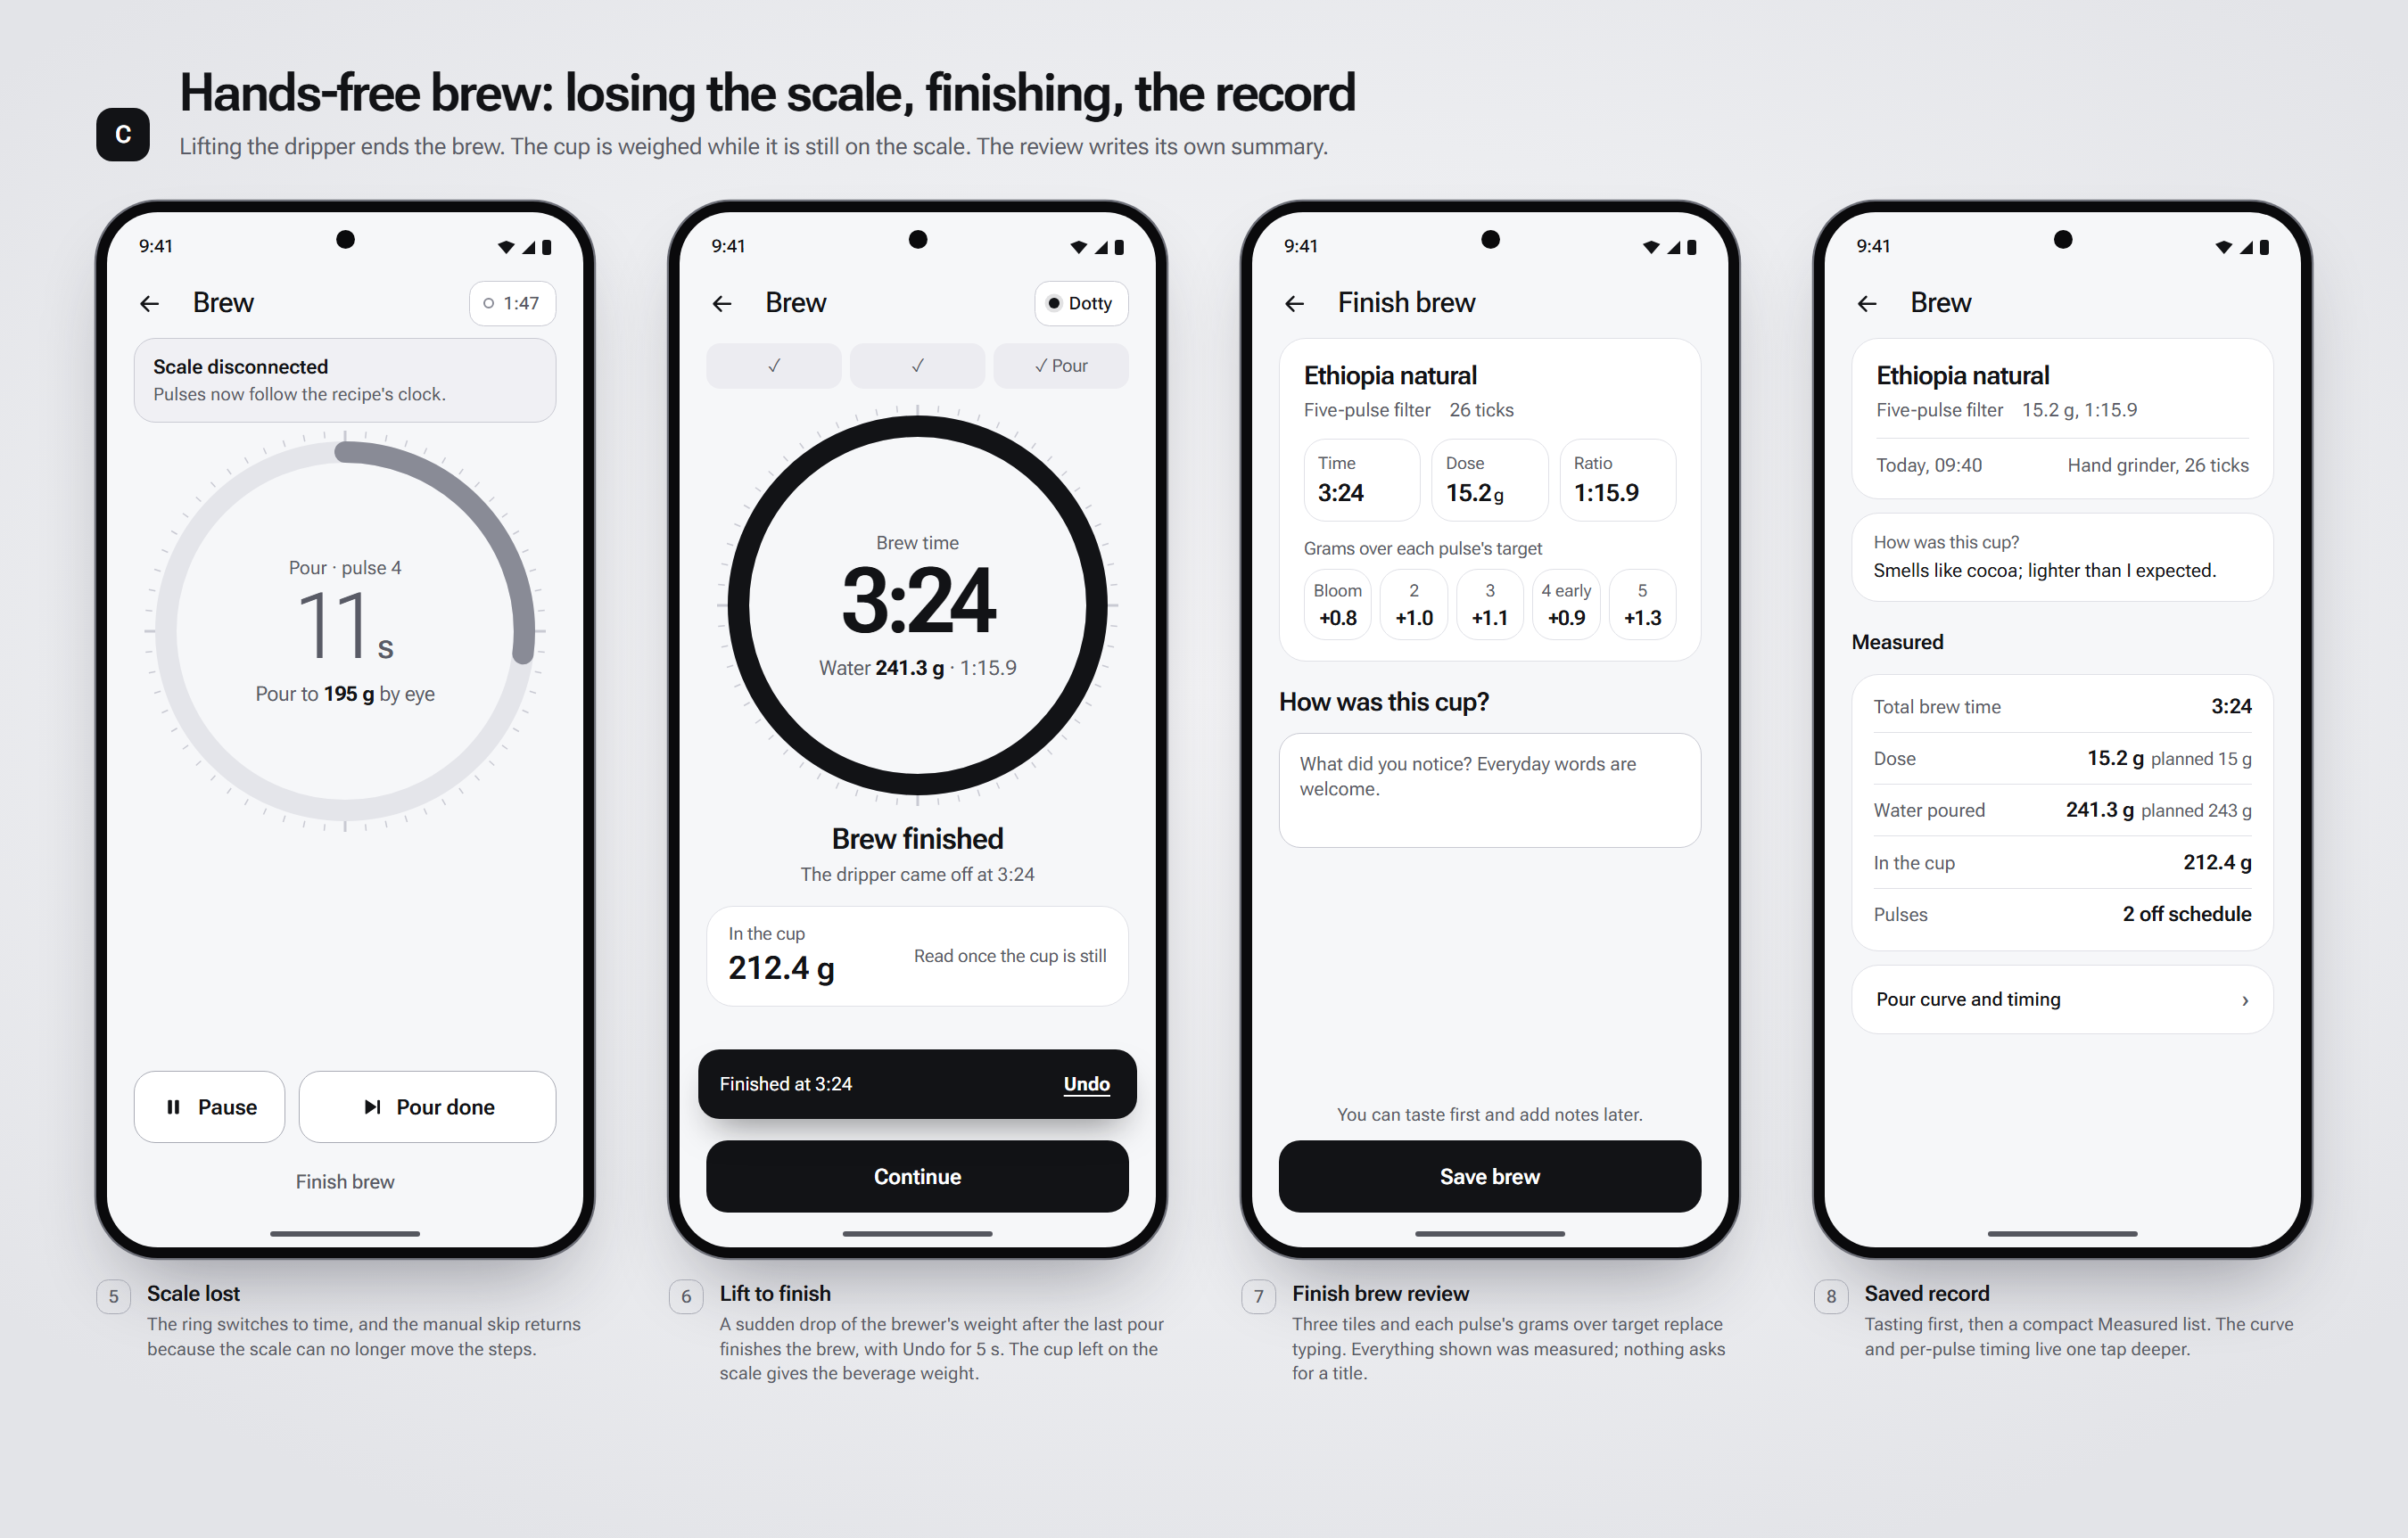 C
Hands-free brew: losing the scale, finishing, the record
Lifting the dripper ends the brew. The cup is weighed while it is still on the scale. The review writes its own summary.
9:41
Brew
1:47
Scale disconnected
Pulses now follow the recipe's clock.
Pour · pulse 4
11 s
Pour to 195 g by eye
Pause
Pour done
Finish brew
5
Scale lost
The ring switches to time, and the manual skip returns
because the scale can no longer move the steps.
9:41
Brew
Dotty
✓
✓
✓ Pour
Brew time
3:24
Water 241.3 g · 1:15.9
Brew finished
The dripper came off at 3:24
In the cup
212.4 g
Read once the cup is still
Finished at 3:24
Undo
Continue
6
Lift to finish
A sudden drop of the brewer's weight after the last pour
finishes the brew, with Undo for 5 s. The cup left on the
scale gives the beverage weight.
9:41
Finish brew
Ethiopia natural
Five-pulse filter 26 ticks
Time
3:24
Dose
15.2 g
Ratio
1:15.9
Grams over each pulse's target
Bloom
+0.8
2
+1.0
3
+1.1
4 early
+0.9
5
+1.3
How was this cup?
What did you notice? Everyday words are
welcome.
You can taste first and add notes later.
Save brew
7
Finish brew review
Three tiles and each pulse's grams over target replace
typing. Everything shown was measured; nothing asks
for a title.
9:41
Brew
Ethiopia natural
Five-pulse filter 15.2 g, 1:15.9
Today, 09:40
Hand grinder, 26 ticks
How was this cup?
Smells like cocoa; lighter than I expected.
Measured
Total brew time 3:24
Dose 15.2 g planned 15 g
Water poured 241.3 g planned 243 g
In the cup 212.4 g
Pulses 2 off schedule
Pour curve and timing ›
8
Saved record
Tasting first, then a compact Measured list. The curve
and per-pulse timing live one tap deeper.